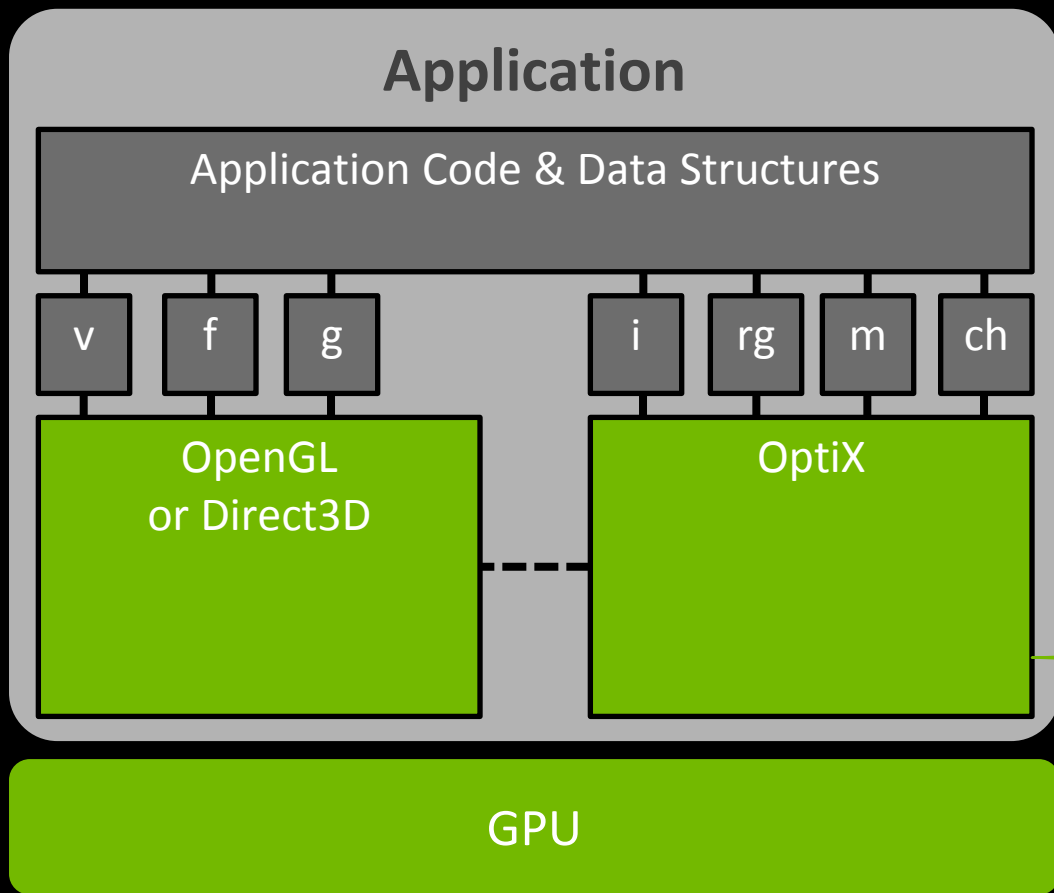 Application
Application Code & Data Structures
v
f
g
i
rg
m
ch
OpenGL
or Direct3D
OptiX
GPU